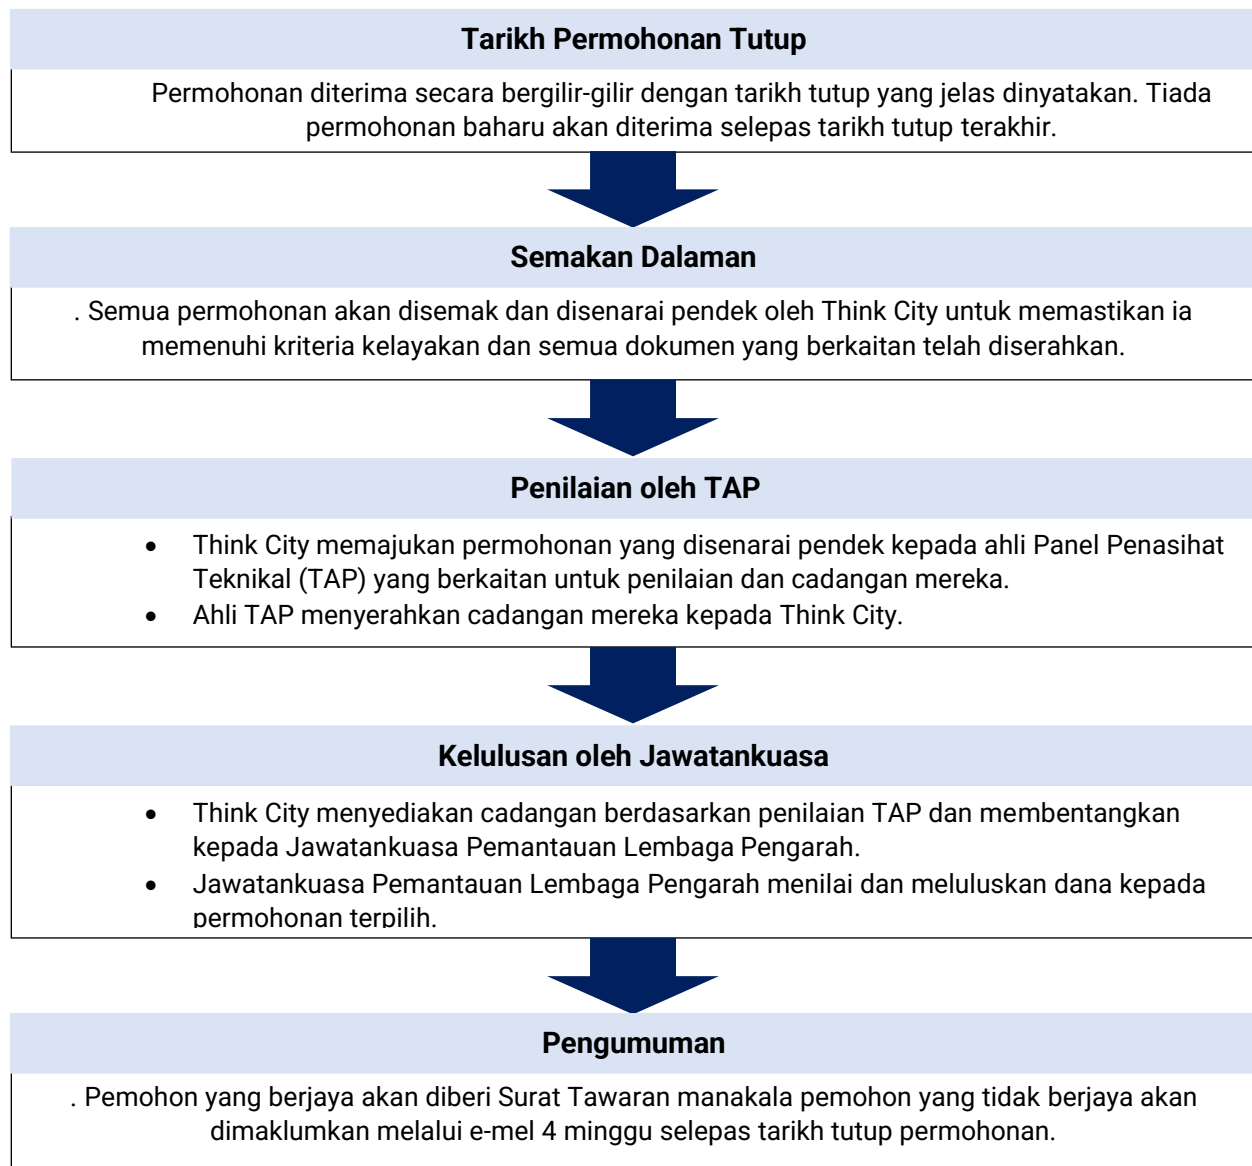 Tarikh Permohonan Tutup
Permohonan diterima secara bergilir-gilir dengan tarikh tutup yang jelas dinyatakan. Tiada
permohonan baharu akan diterima selepas tarikh tutup terakhir.
Semakan Dalaman
. Semua permohonan akan disemak dan disenarai pendek oleh Think City untuk memastikan ia
memenuhi kriteria kelayakan dan semua dokumen yang berkaitan telah diserahkan.
Penilaian oleh TAP
• Think City memajukan permohonan yang disenarai pendek kepada ahli Panel Penasihat
Teknikal (TAP) yang berkaitan untuk penilaian dan cadangan mereka.
• Ahli TAP menyerahkan cadangan mereka kepada Think City.
Kelulusan oleh Jawatankuasa
• Think City menyediakan cadangan berdasarkan penilaian TAP dan membentangkan
kepada Jawatankuasa Pemantauan Lembaga Pengarah.
• Jawatankuasa Pemantauan Lembaga Pengarah menilai dan meluluskan dana kepada
permohonan terpilih.
Pengumuman
. Pemohon yang berjaya akan diberi Surat Tawaran manakala pemohon yang tidak berjaya akan
dimaklumkan melalui e-mel 4 minggu selepas tarikh tutup permohonan.